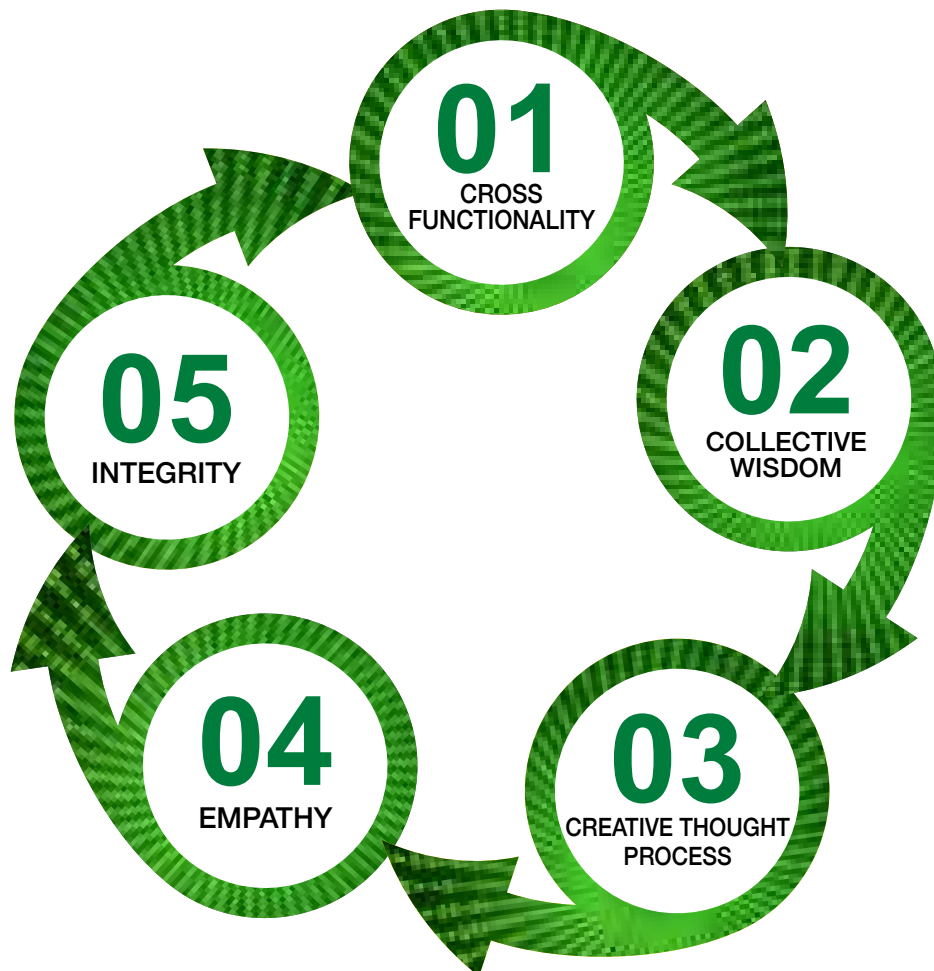 01
CROSS
FUNCTIONALITY
02
COLLECTIVE
WISDOM
03
CREATIVE THOUGHT
PROCESS
04
EMPATHY
05
INTEGRITY